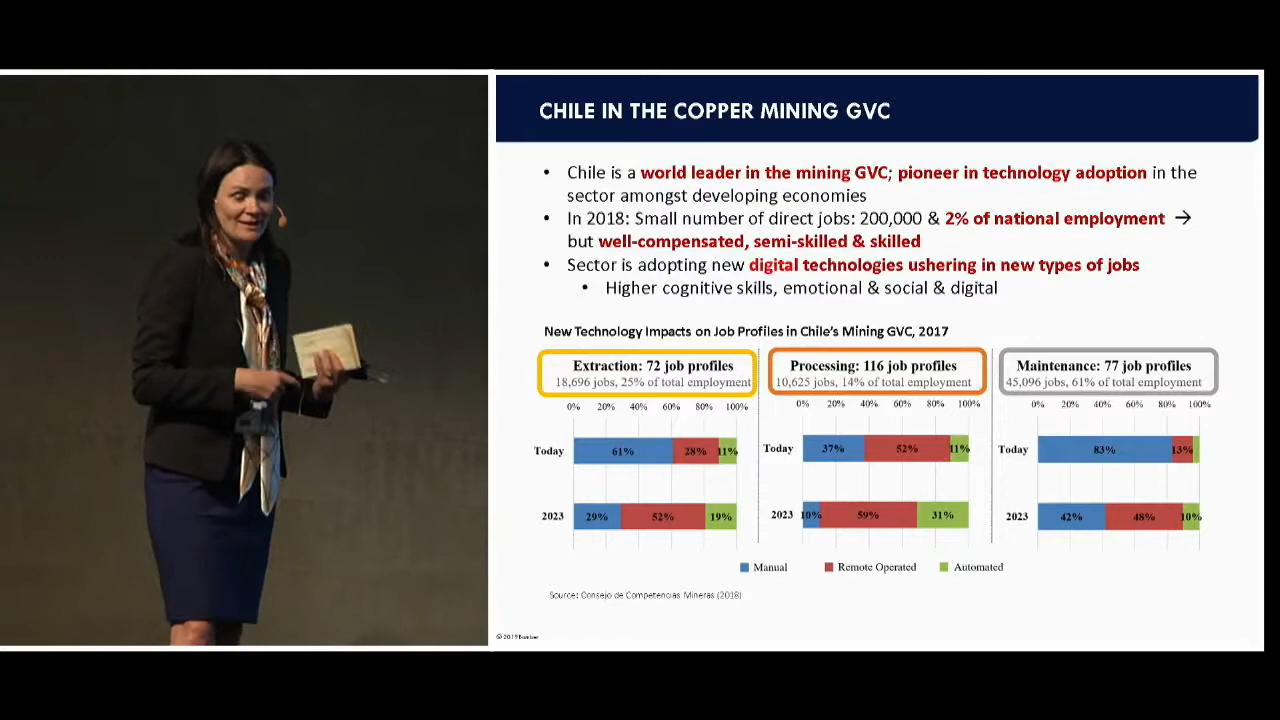 CHILE IN THE COPPER MINING GVC
• Chile is a world leader in the mining GVC; pioneer in technology adoption in the
sector amongst developing economies
• In 2018: Small number of direct jobs: 200,000 & 2% of national employment →
but well-compensated, semi-skilled & skilled
• Sector is adopting new digital technologies ushering in new types of jobs
• Higher cognitive skills, emotional & social & digital
New Technology Impacts on Job Profiles in Chile's Mining GVC, 2017
Extraction: 72 job profiles
18,696 jobs, 25% of total employment
0% 20% 40% 60% 80% 100%
Today 61% 28% 11%
2023 29% 52% 19%
Processing: 116 job profiles
10,625 jobs, 14% of total employment
0% 20% 40% 60% 80% 100%
Today 37% 52% 11%
2023 10% 59% 31%
Maintenance: 77 job profiles
45,096 jobs, 61% of total employment
0% 20% 40% 60% 80% 100%
Today 83% 13%
2023 42% 48% 10%
Manual Remote Operated Automated
Source: Consejo de Competencias Mineras (2018)
© 2019 Bamber